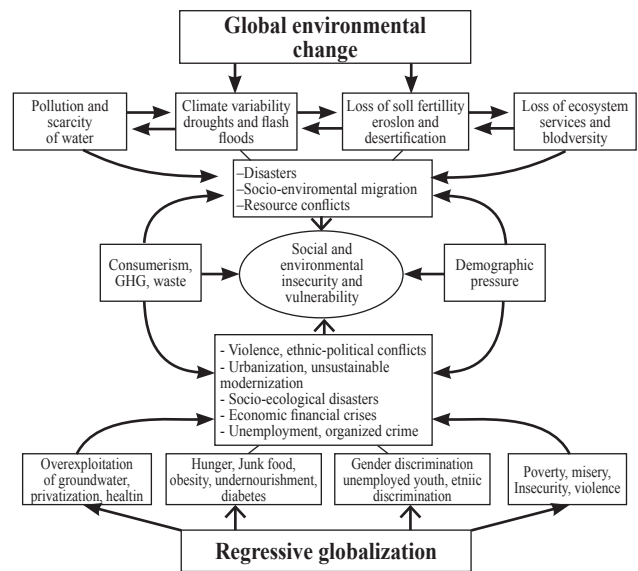 Global environmental
change
Pollution and
scarcity
of water
Climate variability
droughts and flash
floods
Loss of soil fertility
eroslon and
desertification
Loss of ecosystem
services and
blodversity
–Disasters
–Socio-enviromental migration
–Resource conflicts
Consumerism,
GHG, waste
Social and
environmental
insecurity and
vulnerability
Demographic
pressure
- Violence, ethnic-political conflicts
- Urbanization, unsustainable
modernization
- Socio-ecological disasters
- Economic financial crises
- Unemployment, organized crime
Overexploitation
of groundwater,
privatization, healtin
Hunger, Junk food,
obesity, undernourishment,
diabetes
Gender discrimination
unemployed youth, etniic
discrimination
Poverty, misery,
Insecurity, violence
Regressive globalization